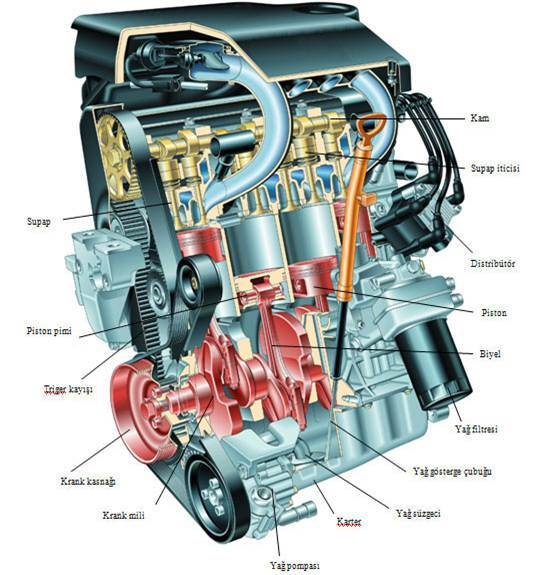 Kam
Supap iticisi
Supap
Distribütör
Piston
Piston pimi
Biyel
Triger kayışı
Yağ filtresi
Yağ gösterge çubuğu
Krank kasnağı
Yağ süzgeci
Krank mili
Karter
Yağ pompası